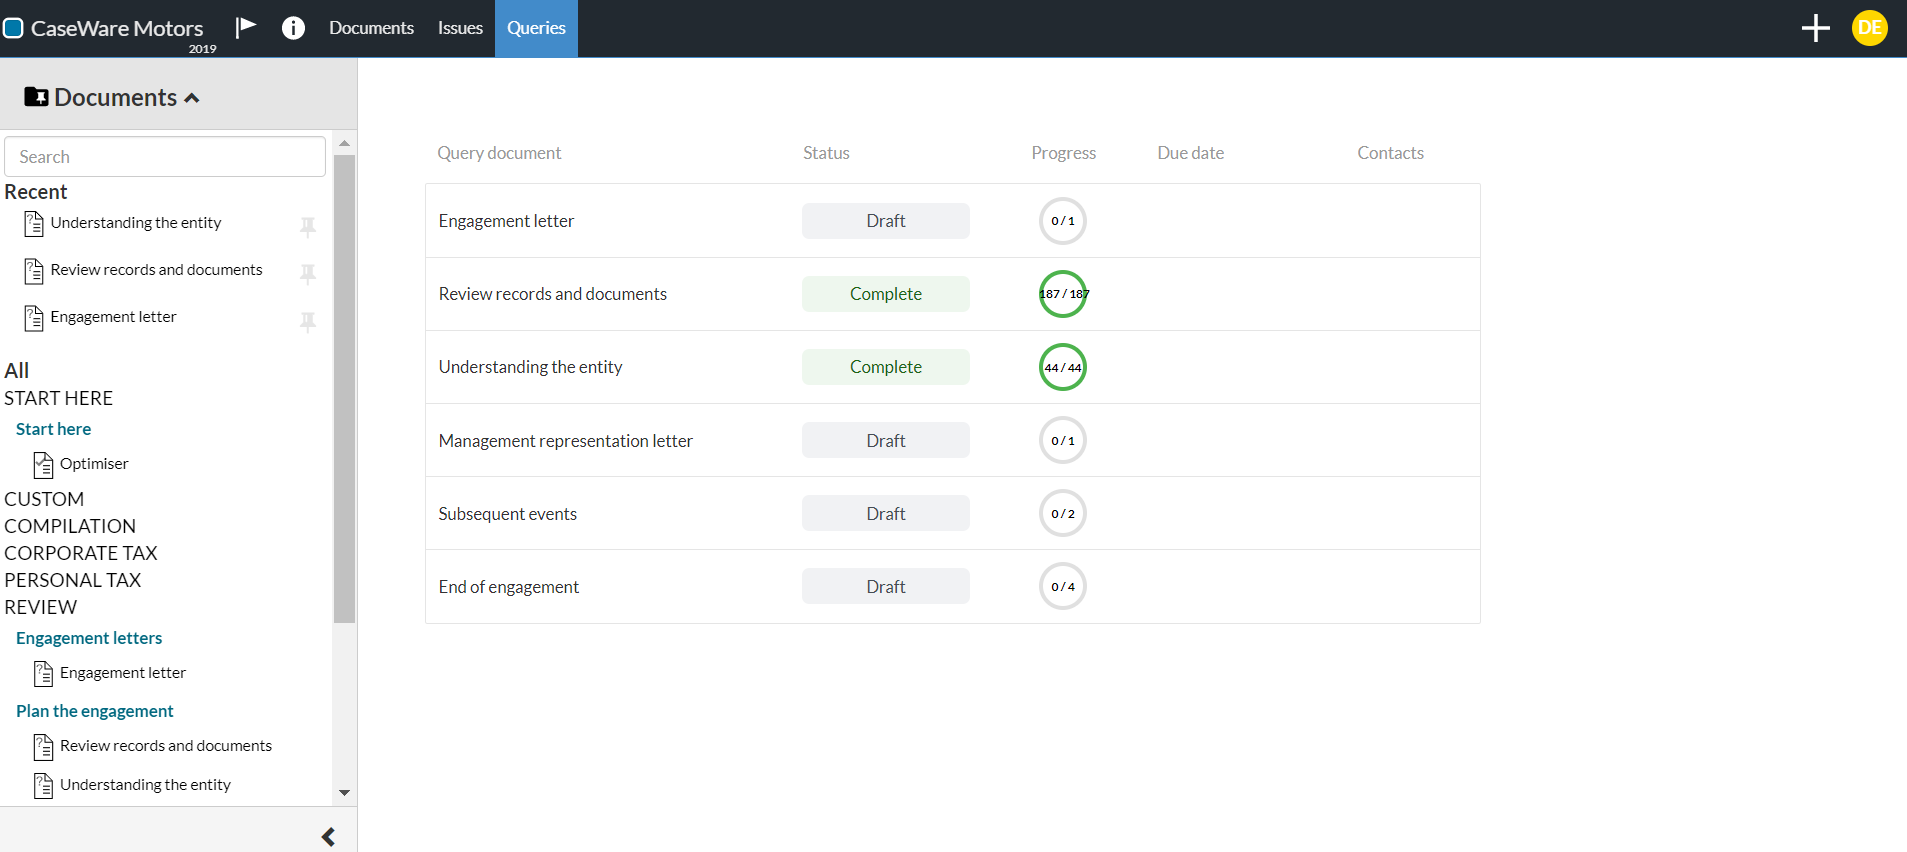 CaseWare Motors
2019
Documents Issues Queries
DE
Documents
Search
Recent
Understanding the entity
Review records and documents
Engagement letter
All
START HERE
Start here
Optimiser
CUSTOM
COMPILATION
CORPORATE TAX
PERSONAL TAX
REVIEW
Engagement letters
Engagement letter
Plan the engagement
Review records and documents
Understanding the entity
Query document Status Progress Due date Contacts
Engagement letter Draft 0 / 1
Review records and documents Complete 187 / 187
Understanding the entity Complete 44 / 44
Management representation letter Draft 0 / 1
Subsequent events Draft 0 / 2
End of engagement Draft 0 / 4